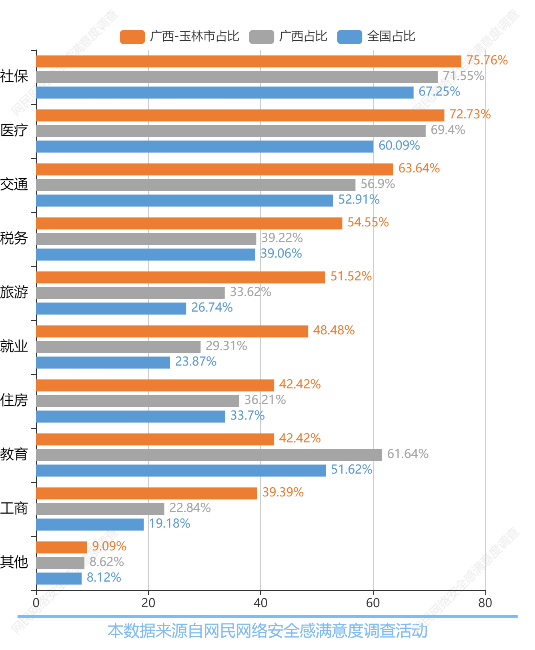 广西-玉林市占比 广西占比 全国占比
社保
75.76%
71.55%
67.25%
医疗
72.73%
69.4%
60.09%
交通
63.64%
56.9%
52.91%
税务
54.55%
39.22%
39.06%
旅游
51.52%
33.62%
26.74%
就业
48.48%
29.31%
23.87%
住房
42.42%
36.21%
33.7%
教育
42.42%
61.64%
51.62%
工商
39.39%
22.84%
19.18%
其他
9.09%
8.62%
8.12%
0 20 40 60 80
本数据来源自网民网络安全感满意度调查活动